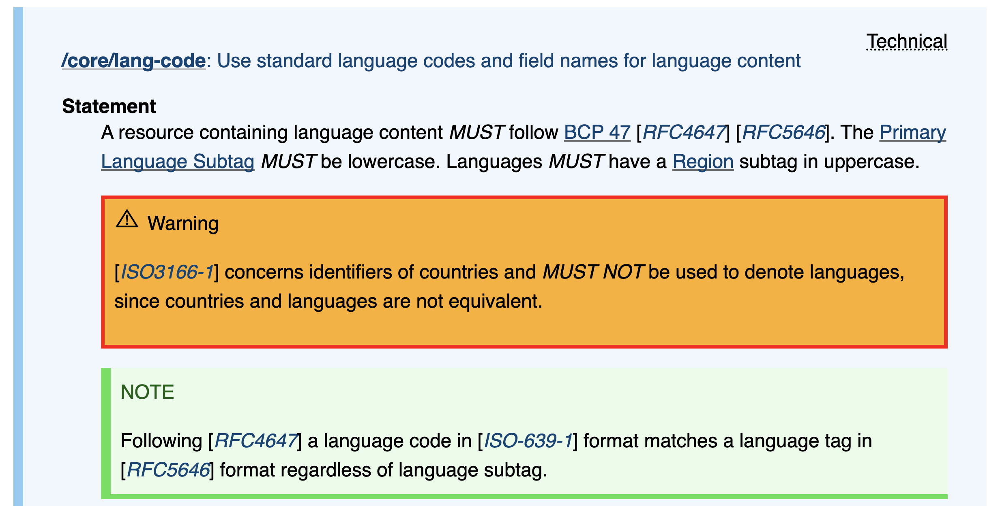 Technical
/core/lang-code: Use standard language codes and field names for language content
Statement
A resource containing language content MUST follow BCP 47 [RFC4647] [RFC5646]. The Primary
Language Subtag MUST be lowercase. Languages MUST have a Region subtag in uppercase.
⚠ Warning
[ISO3166-1] concerns identifiers of countries and MUST NOT be used to denote languages,
since countries and languages are not equivalent.
NOTE
Following [RFC4647] a language code in [ISO-639-1] format matches a language tag in
[RFC5646] format regardless of language subtag.